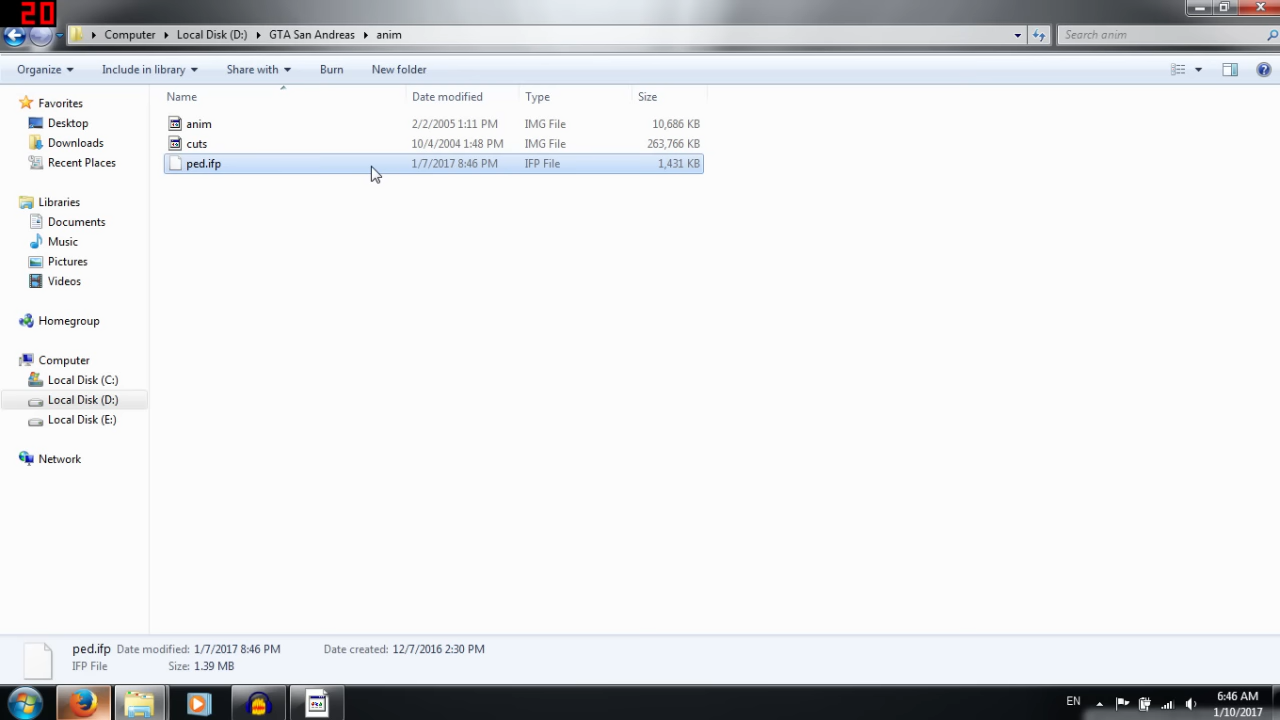 20
Computer Local Disk (D:) GTA San Andreas anim
Search anim
Organize Include in library Share with Burn New folder
Name Date modified Type Size
Favorites
Desktop
Downloads
Recent Places
Libraries
Documents
Music
Pictures
Videos
Homegroup
Computer
Local Disk (C:)
Local Disk (D:)
Local Disk (E:)
Network
anim 2/2/2005 1:11 PM IMG File 10,686 KB
cuts 10/4/2004 1:48 PM IMG File 263,766 KB
ped.ifp 1/7/2017 8:46 PM IFP File 1,431 KB
ped.ifp Date modified: 1/7/2017 8:46 PM Date created: 12/7/2016 2:30 PM
IFP File Size: 1.39 MB
EN
6:46 AM
1/10/2017